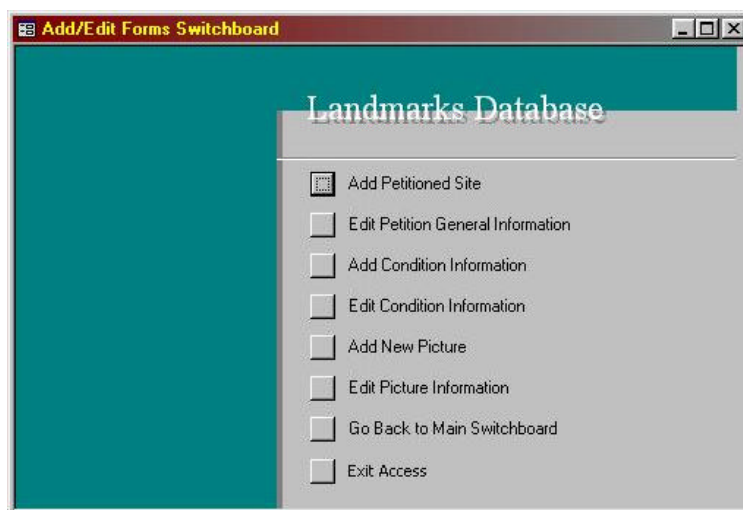 Add/Edit Forms Switchboard
Landmarks Database
Add Petitioned Site
Edit Petition General Information
Add Condition Information
Edit Condition Information
Add New Picture
Edit Picture Information
Go Back to Main Switchboard
Exit Access